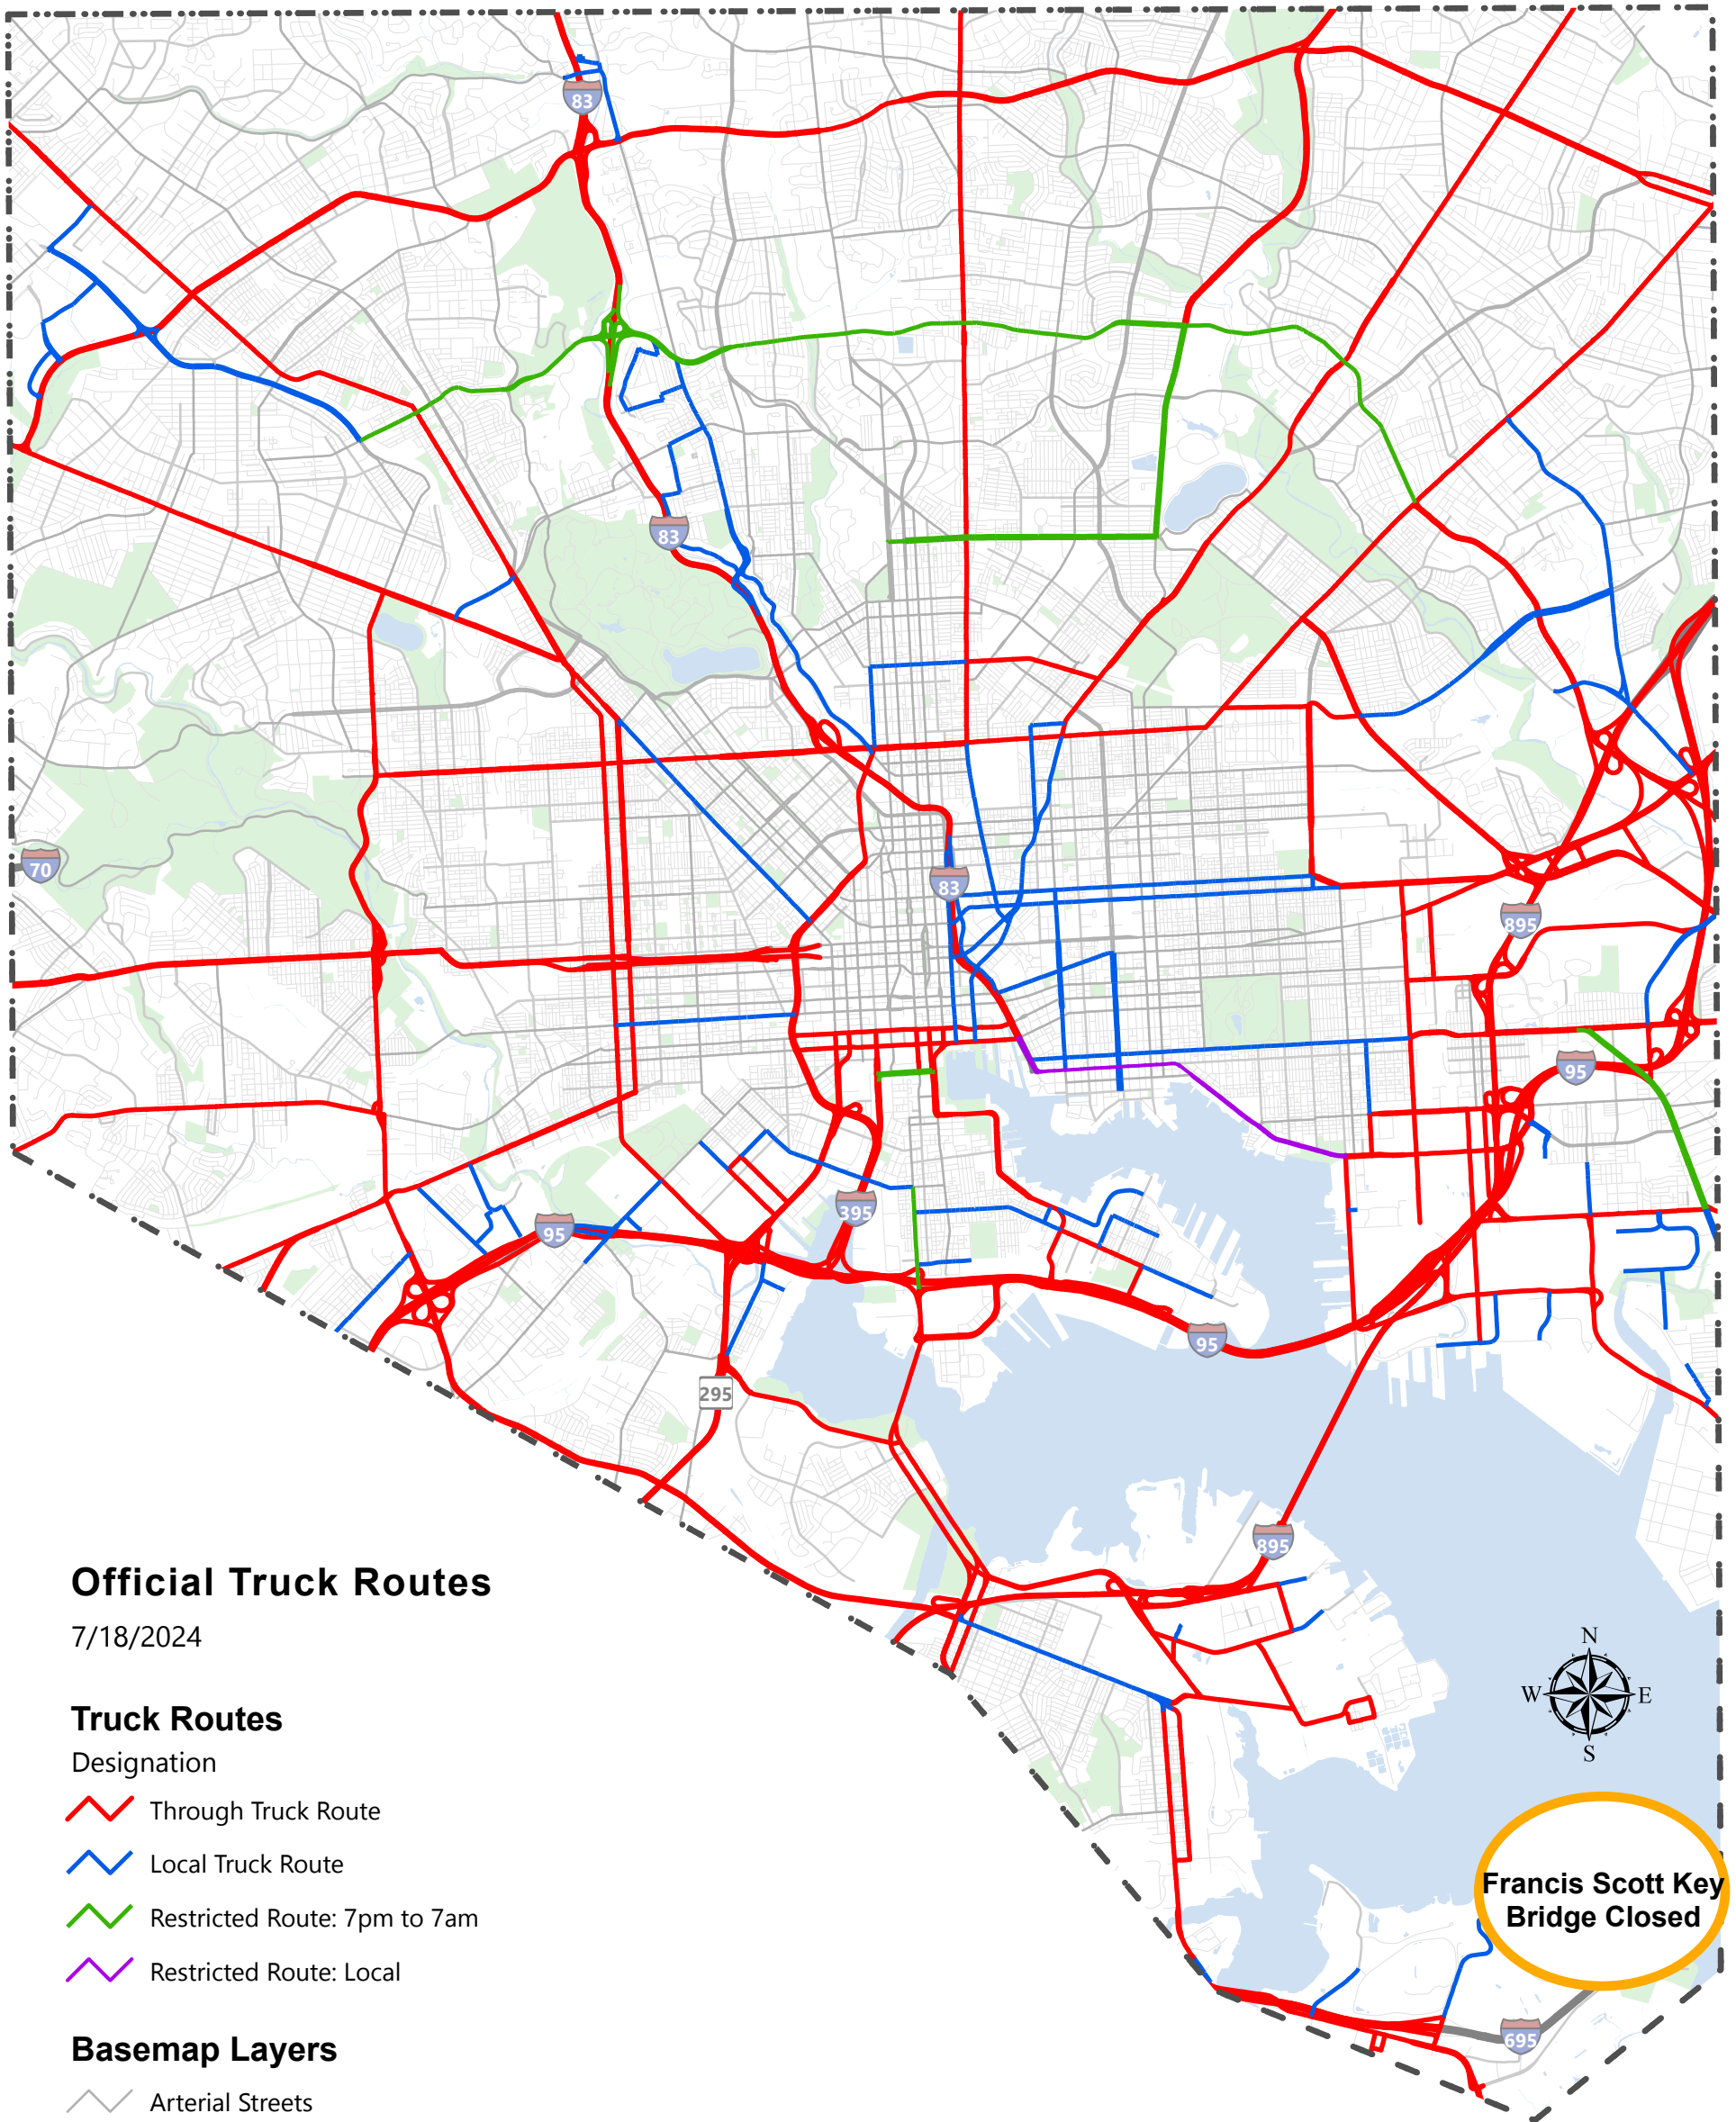 83
83
70
83
895
95
395
95
95
295
895
Official Truck Routes
7/18/2024
N
W
E
S
Truck Routes
Designation
Through Truck Route
Local Truck Route
Restricted Route: 7pm to 7am
Restricted Route: Local
Francis Scott Key
Bridge Closed
695
Basemap Layers
Arterial Streets